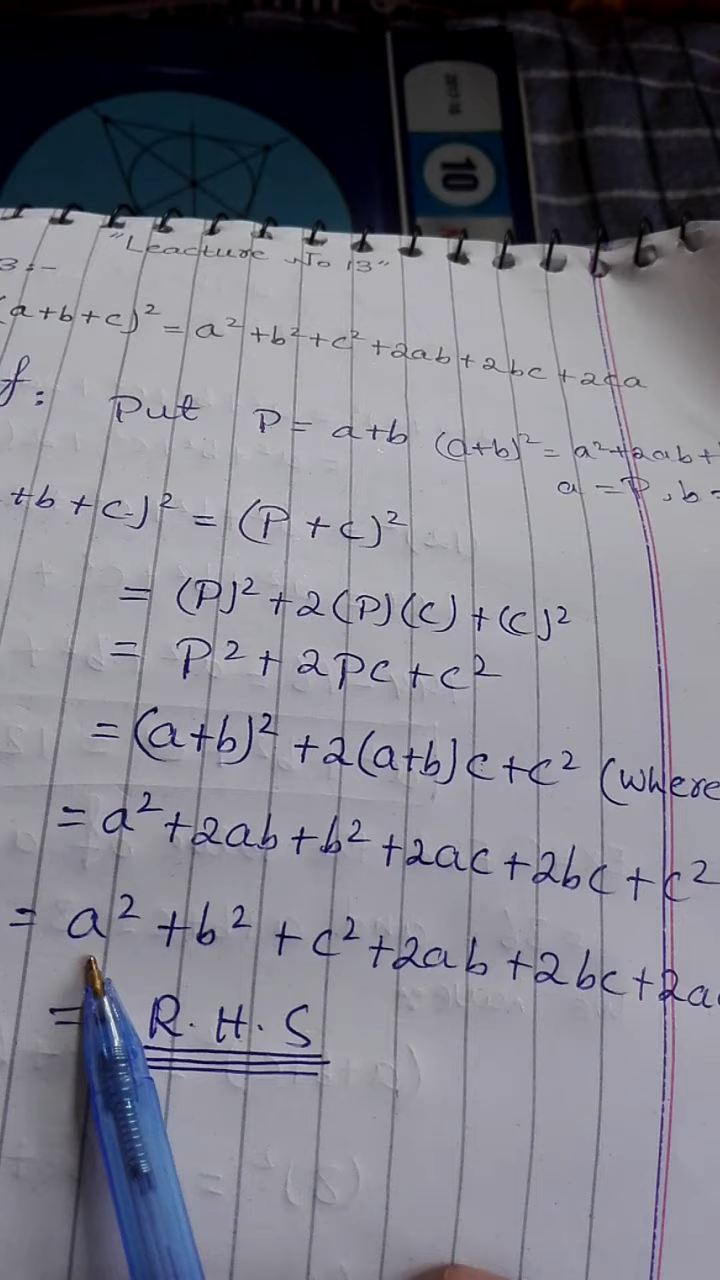 2017-18
10
"Leacture No 13"
3:-
(a+b+c)² = a²+b²+c²+2ab+2bc+2ca
f: Put P = a+b (a+b)² = a²+2ab+
a = P, b =
+b+c)² = (P+c)²
= (P)²+2(P)(c)+(c)²
= P²+2Pc+c²
= (a+b)²+2(a+b)c+c² (where
= a²+2ab+b²+2ac+2bc+c²
= a²+b²+c²+2ab+2bc+2a
= R.H.S